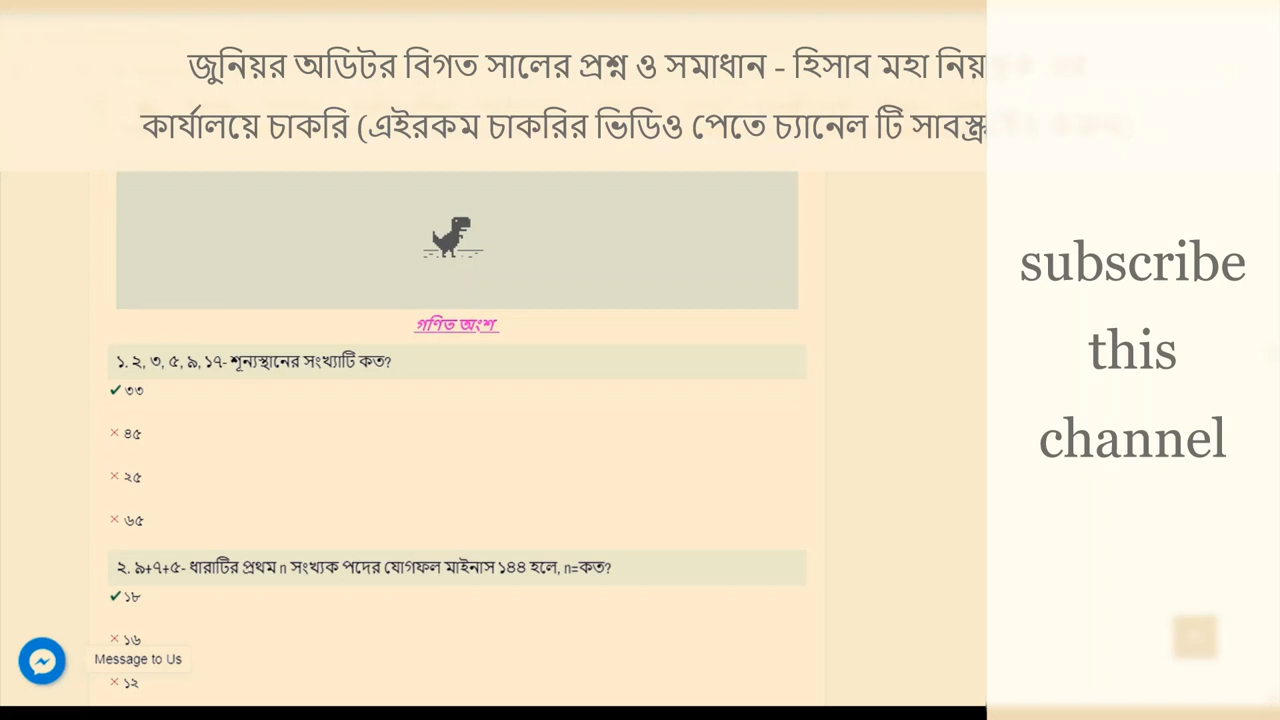 জুনিয়র অডিটর বিগত সালের প্রশ্ন ও সমাধান - হিসাব মহা
কার্যালয়ে চাকরি (এইরকম চাকরির ভিডিও পেতে চ্যানেল টি
subscribe
this
channel
গণিত অংশ
১. ২, ৩, ৫, ৯, ১৭- শূন্যস্থানের সংখ্যাটি কত?
✔ ৩৩
× ৪৫
× ২৫
× ৬৫
২. ৯+৭+৫- ধারাটির প্রথম n সংখ্যক পদের যোগফল মাইনাস ১৪৪ হলে, n=কত?
✔ ১৮
× ১৬
× ১২
Message to Us